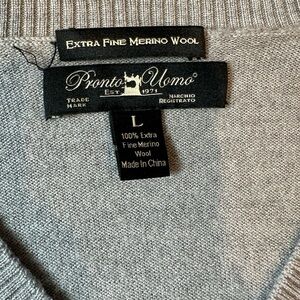 EXTRA FINE MERINO WOOL
Pronto Uomo®
EST 1971
TRADE MARK
MARCHIO REGISTRATO
L
100% Extra
Fine Merino
Wool
Made In China